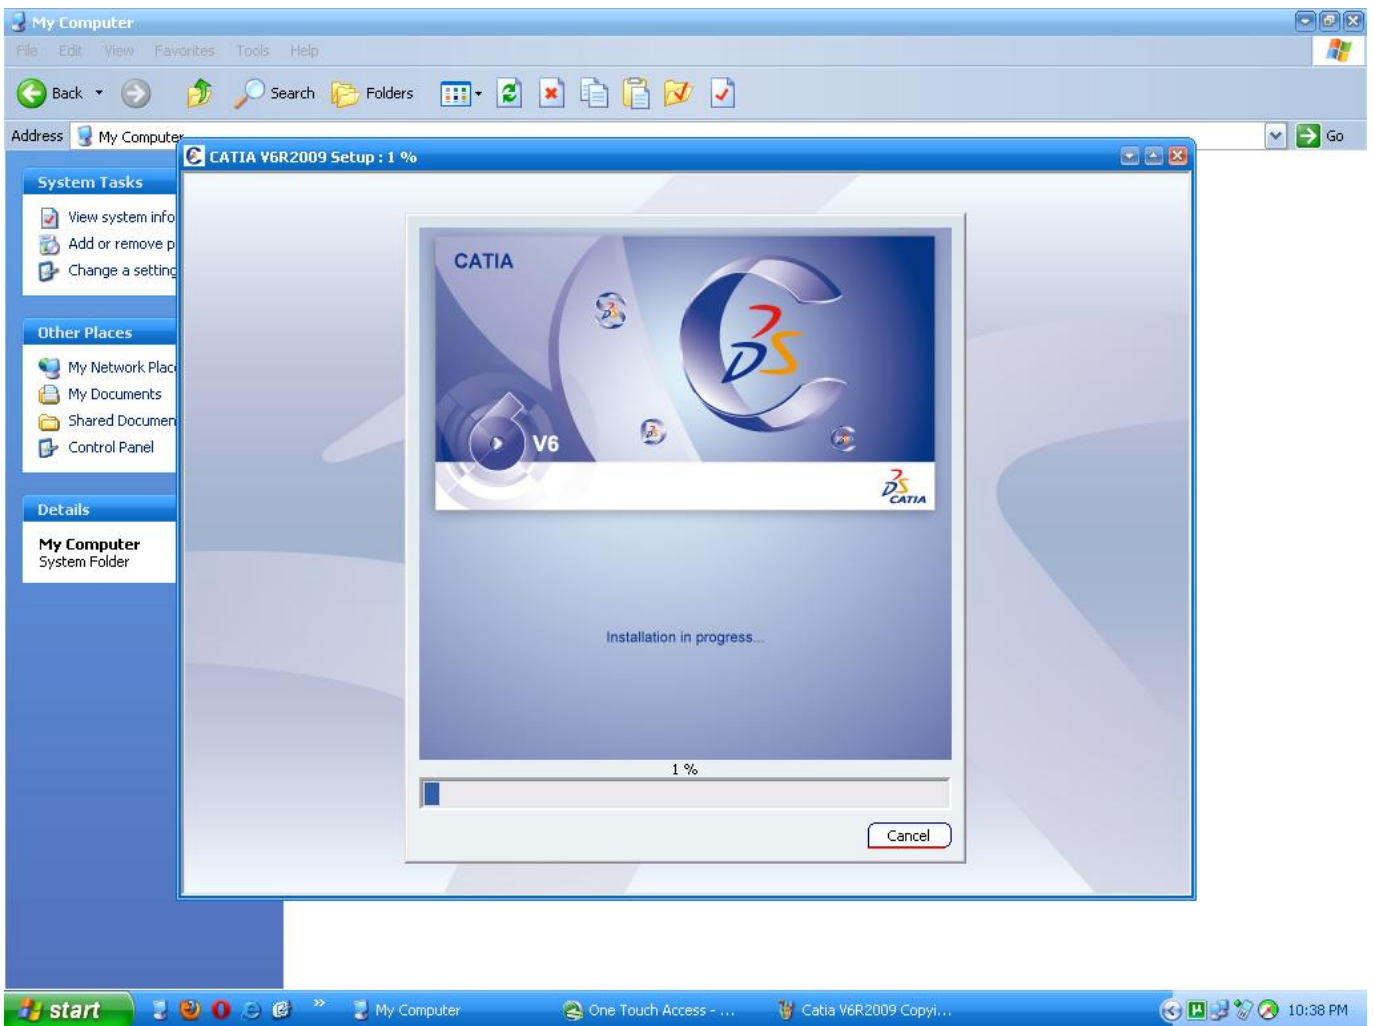 My Computer
File Edit View Favorites Tools Help
Back Search Folders
Address My Computer Go
CATIA V6R2009 Setup : 1 %
System Tasks
View system info
Add or remove p
Change a setting
Other Places
My Network Plac
My Documents
Shared Documen
Control Panel
Details
My Computer
System Folder
CATIA
V6
CATIA
Installation in progress...
1 %
Cancel
start » My Computer One Touch Access - ... Catia V6R2009 Copyi... 10:38 PM